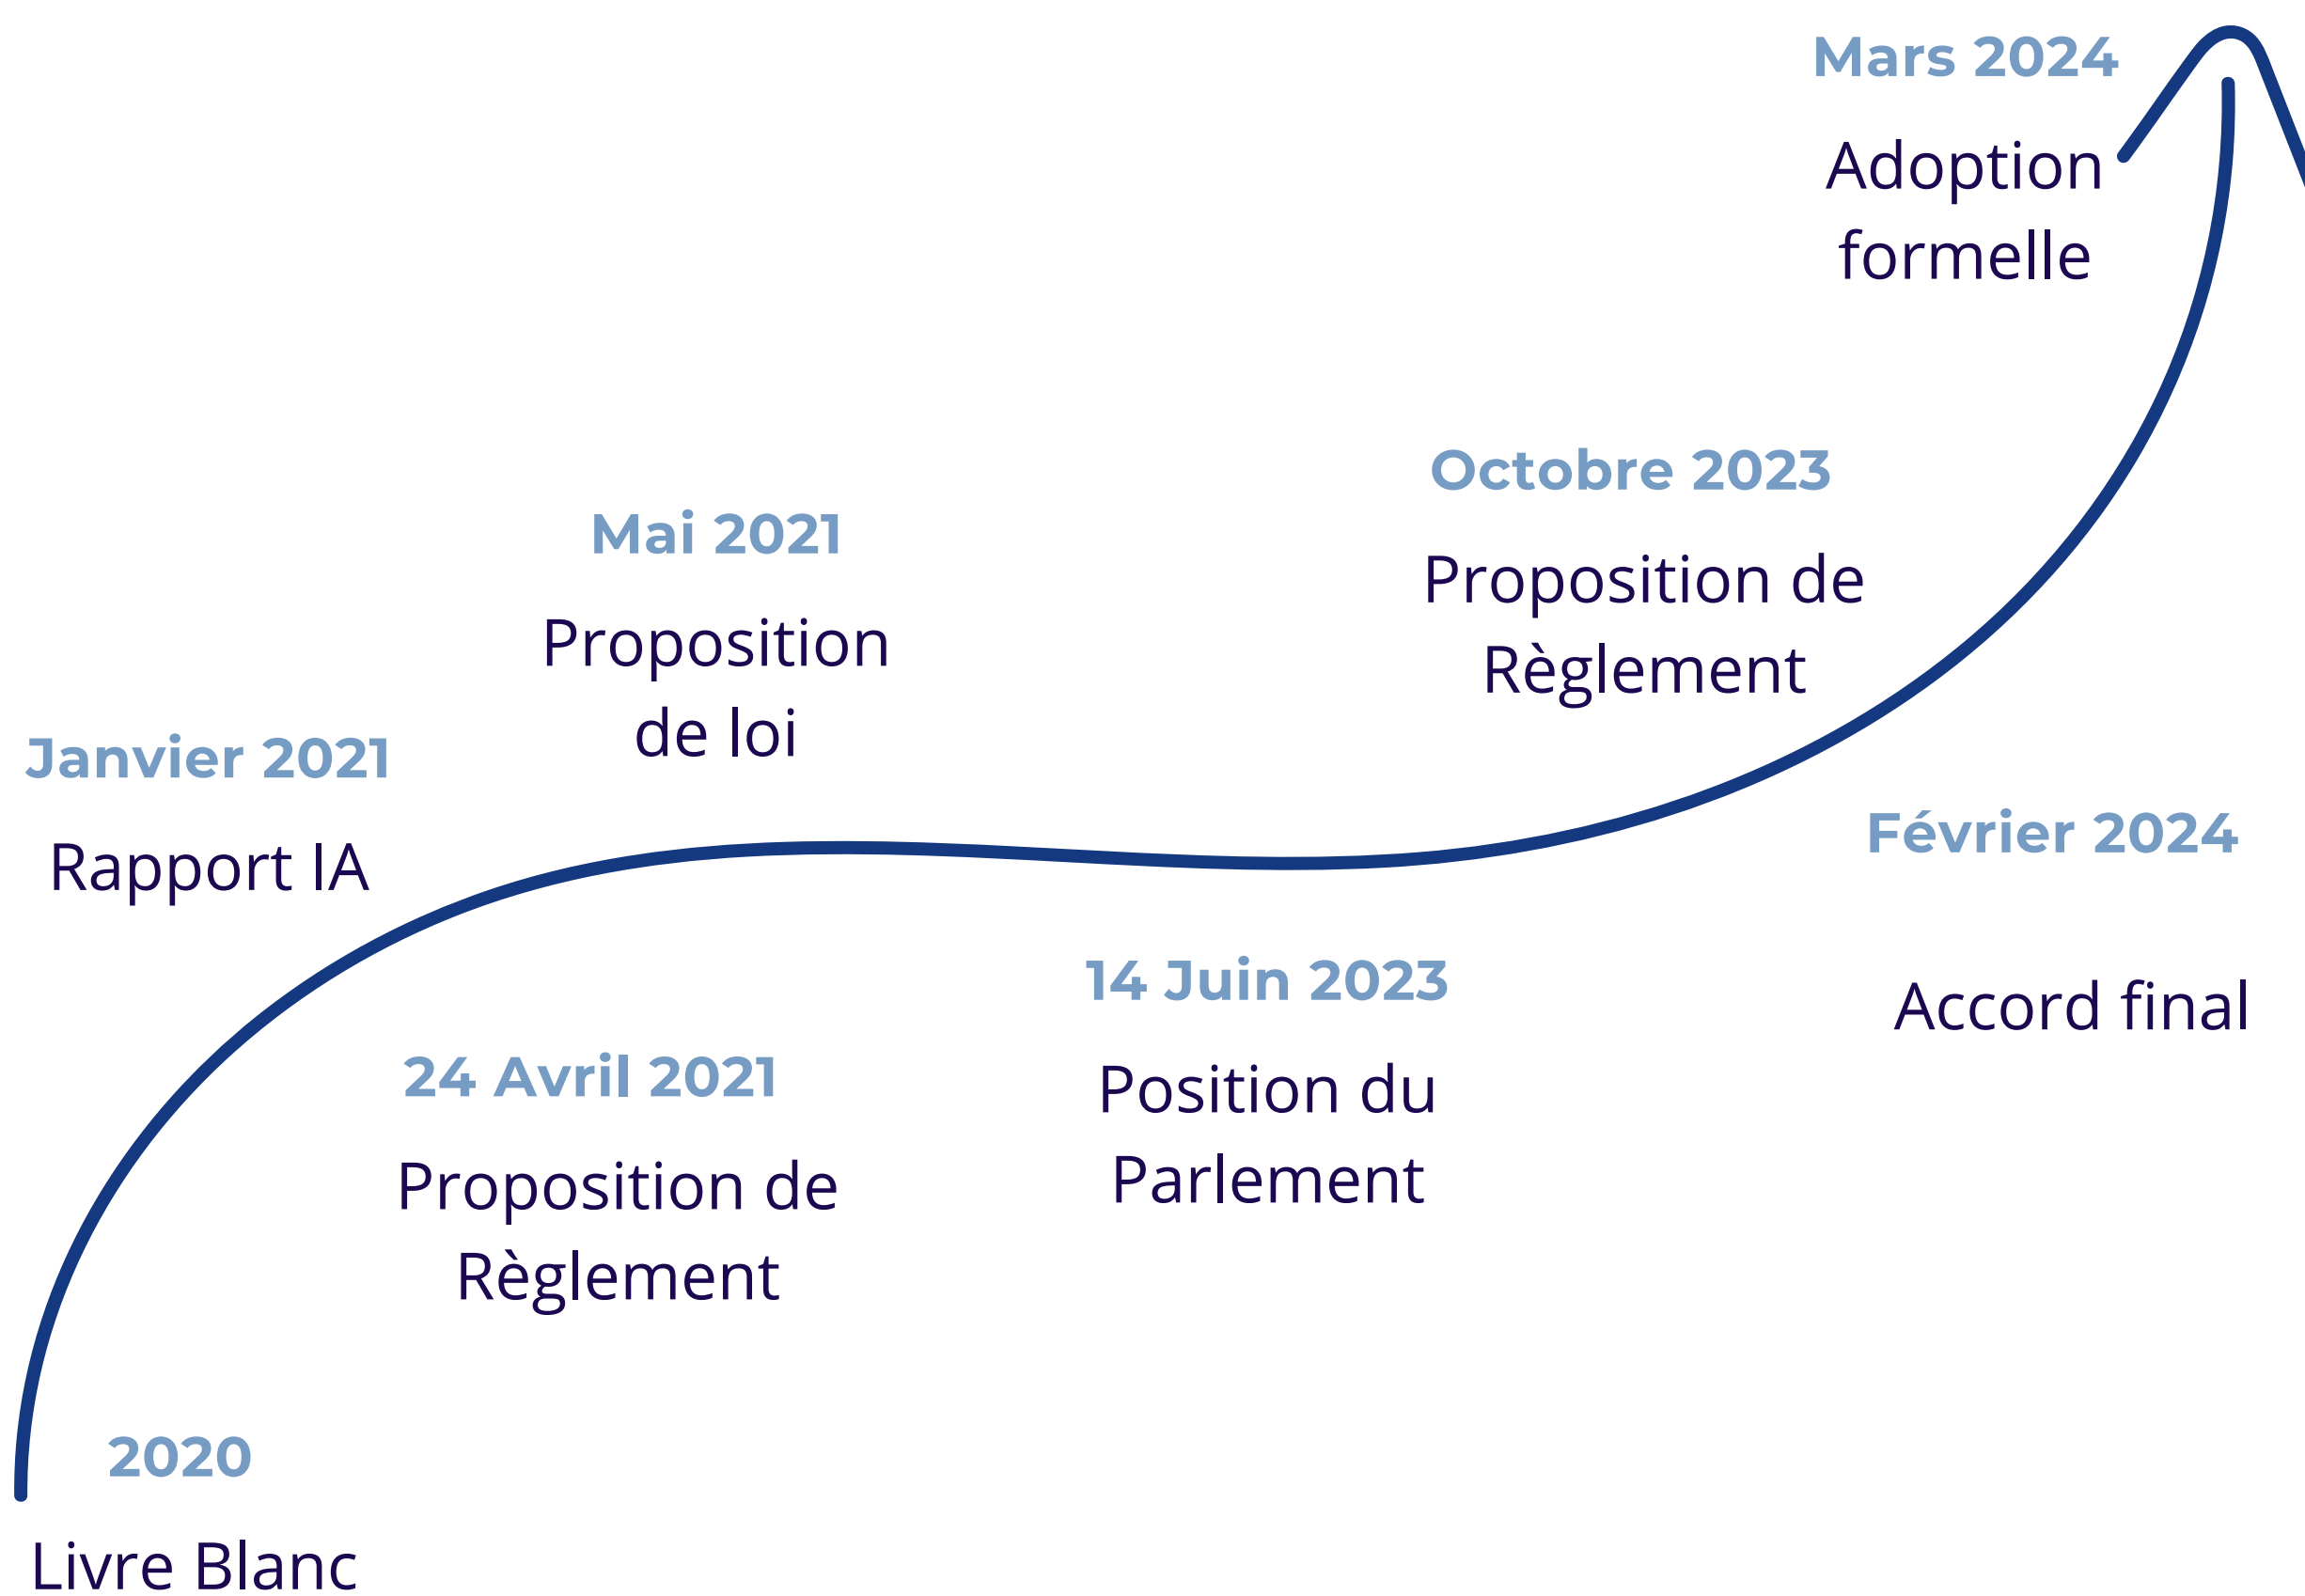 Mars 2024
Adoption
formelle
Octobre 2023
Proposition de
Règlement
Mai 2021
Proposition
de loi
Janvier 2021
Rapport IA
Février 2024
Accord final
14 Juin 2023
Position du
Parlement
24 Avril 2021
Proposition de
Règlement
2020
Livre Blanc